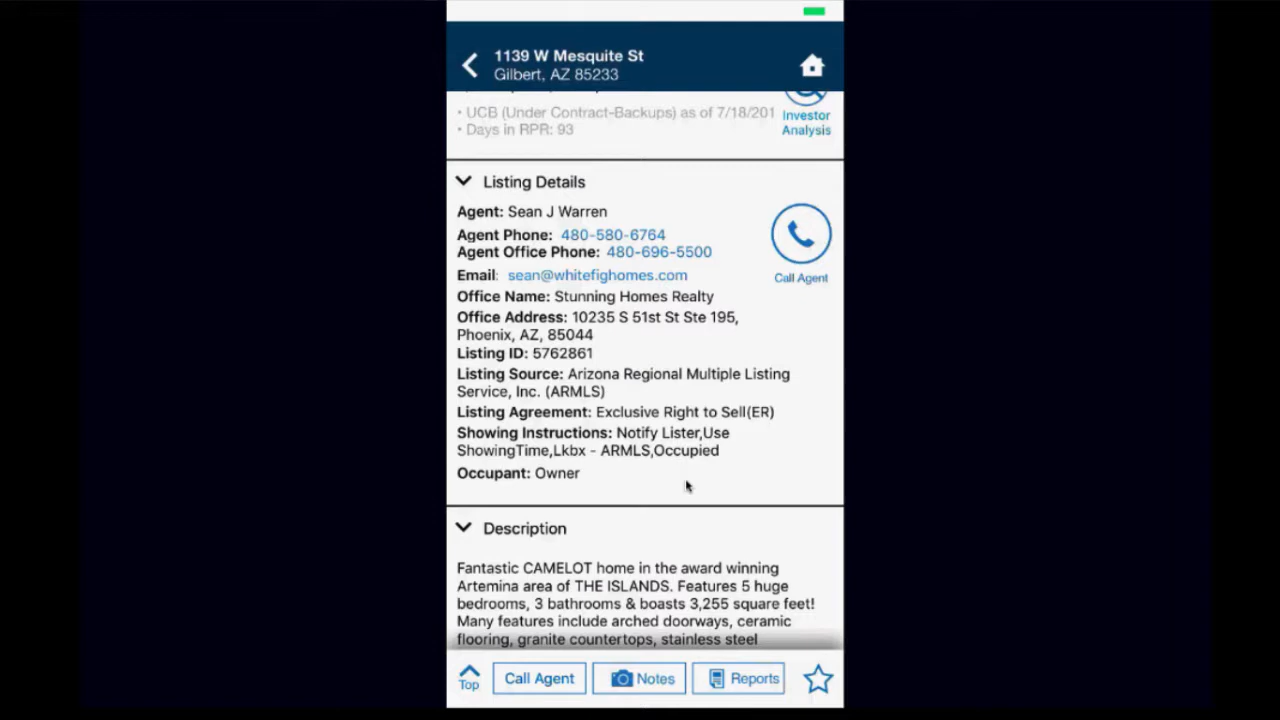 1139 W Mesquite St
Gilbert, AZ 85233
• UCB (Under Contract-Backups) as of 7/18/201
• Days in RPR: 93
Investor
Analysis
Listing Details
Agent: Sean J Warren
Agent Phone: 480-580-6764
Agent Office Phone: 480-696-5500
Email: sean@whitefighomes.com
Call Agent
Office Name: Stunning Homes Realty
Office Address: 10235 S 51st St Ste 195,
Phoenix, AZ, 85044
Listing ID: 5762861
Listing Source: Arizona Regional Multiple Listing
Service, Inc. (ARMLS)
Listing Agreement: Exclusive Right to Sell(ER)
Showing Instructions: Notify Lister,Use
ShowingTime,Lkbx - ARMLS,Occupied
Occupant: Owner
Description
Fantastic CAMELOT home in the award winning
Artemina area of THE ISLANDS. Features 5 huge
bedrooms, 3 bathrooms & boasts 3,255 square feet!
Many features include arched doorways, ceramic
flooring, granite countertops, stainless steel
Top
Call Agent
Notes
Reports